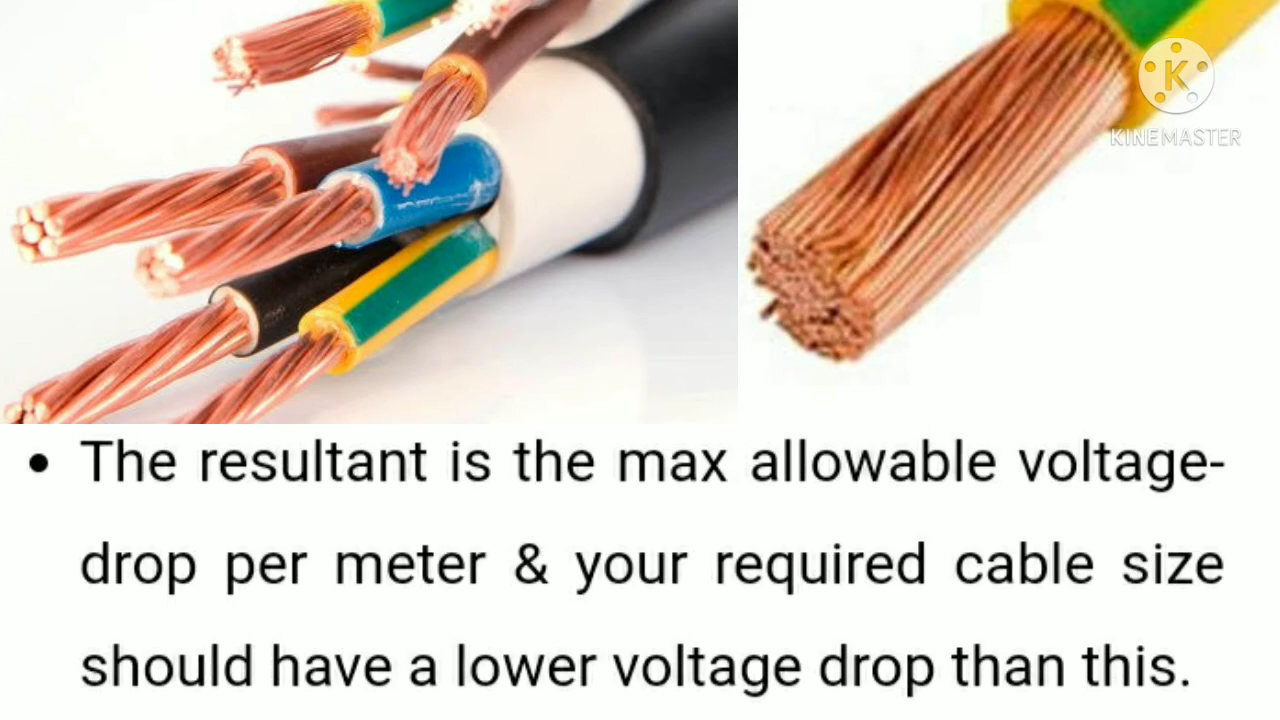 K
KINEMASTER
• The resultant is the max allowable voltage-
drop per meter & your required cable size
should have a lower voltage drop than this.